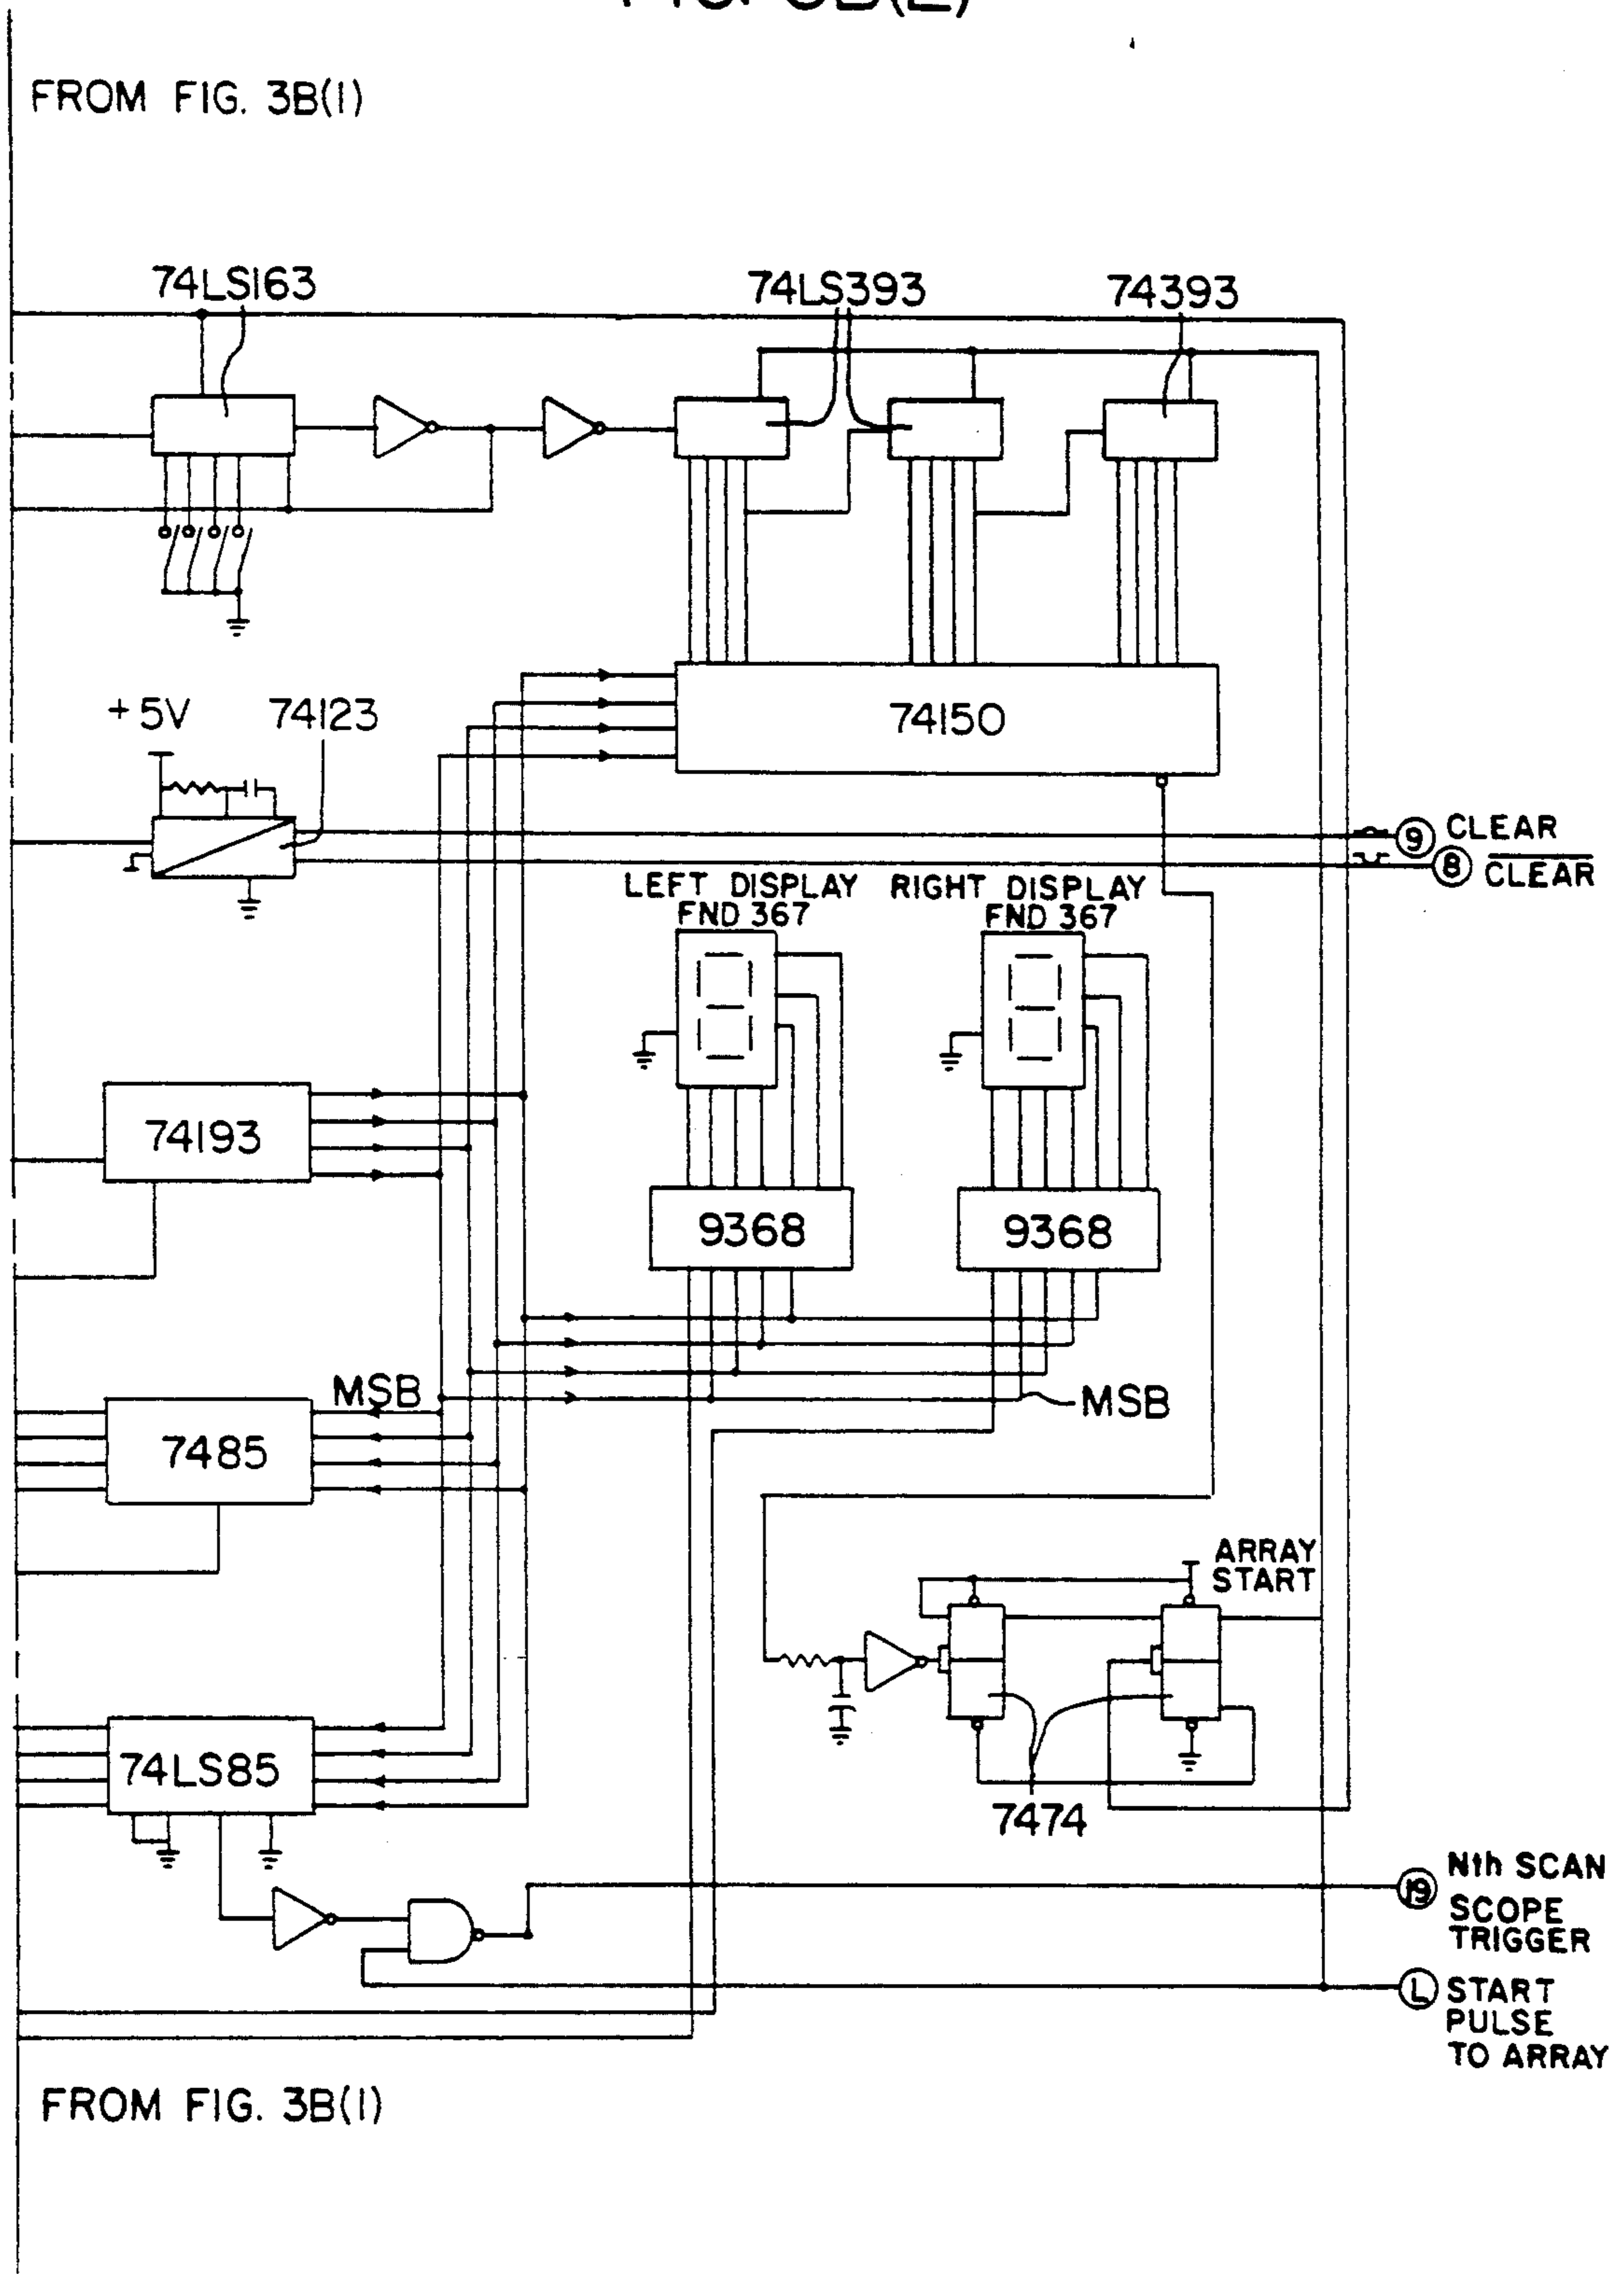 FROM FIG. 3B(1)
74LS163
74LS393
74393
+5V
74123
74150
9 CLEAR
8 CLEAR
LEFT DISPLAY
FND 367
RIGHT DISPLAY
FND 367
74193
9368
9368
MSB
MSB
7485
ARRAY
START
74LS85
7474
19 Nth SCAN
SCOPE
TRIGGER
L START
PULSE
TO ARRAY
FROM FIG. 3B(1)